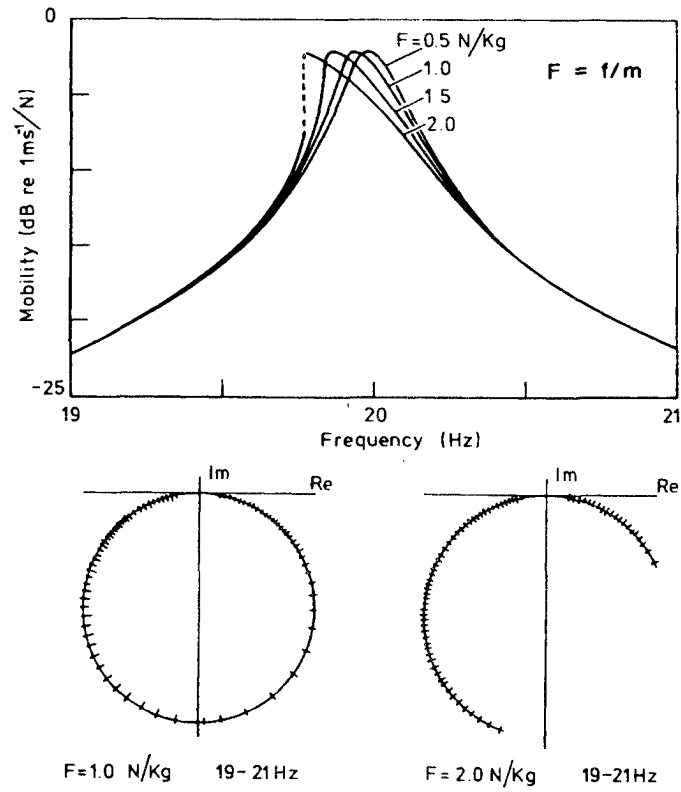 0
F=0.5 N/Kg
1.0
1.5
2.0
F = f/m
Mobility (dB re 1ms⁻¹/N)
-25
19
20
21
Frequency (Hz)
Im
Re
Im
Re
F=1.0 N/Kg 19-21Hz
F=2.0 N/Kg 19-21Hz